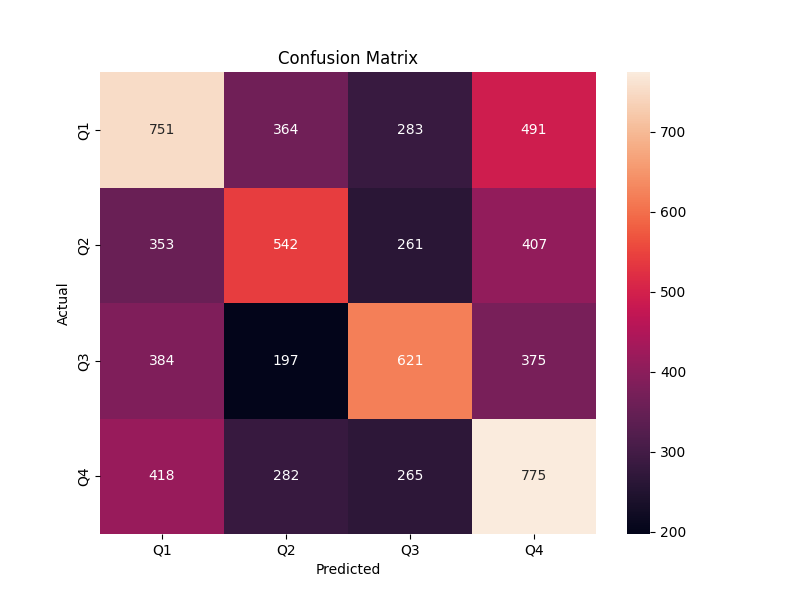 Confusion Matrix
Q1 751 364 283 491
Q2 353 542 261 407
Q3 384 197 621 375
Q4 418 282 265 775
Q1 Q2 Q3 Q4
Predicted
Actual
700
600
500
400
300
200